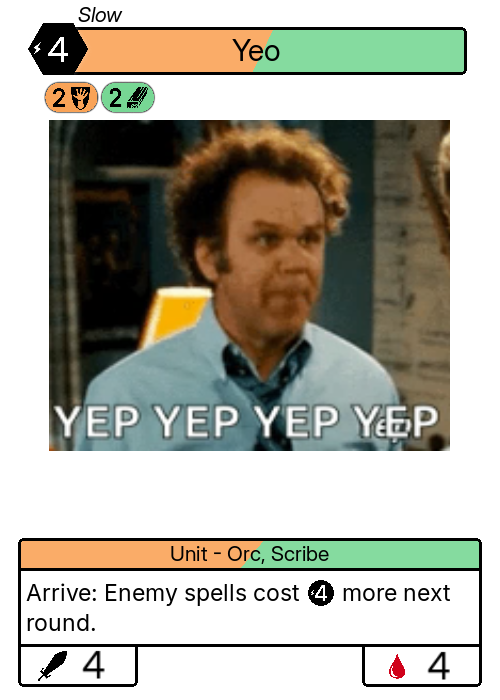 Slow
4 Yeo
2 2
YEP YEP YEP YEP
yep
Unit - Orc, Scribe
Arrive: Enemy spells cost 4 more next
round.
4 4